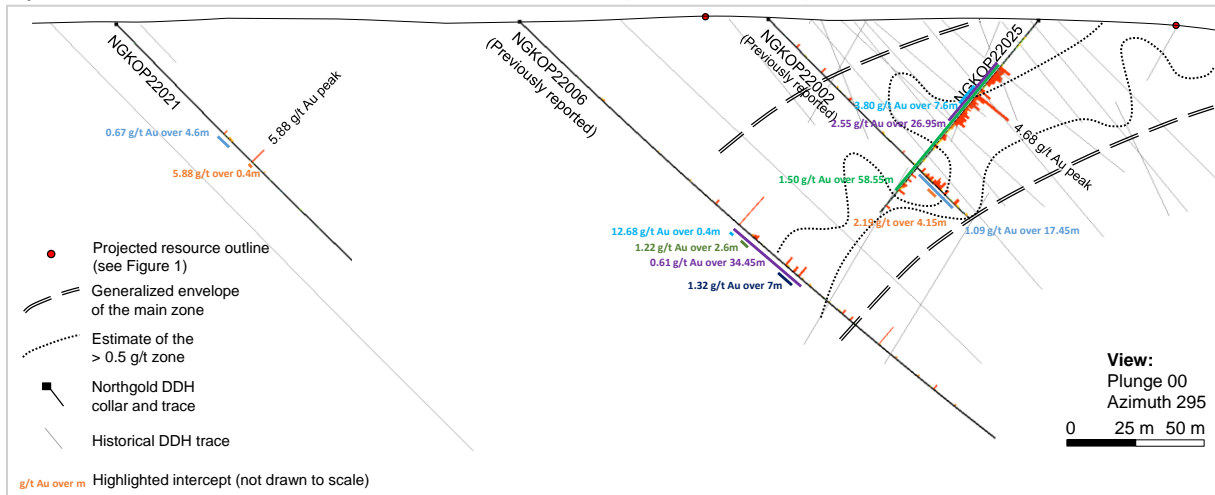 NGKOP22021
5.88 g/t Au peak
0.67 g/t Au over 4.6m
5.88 g/t over 0.4m
NGKOP22006
(Previously reported)
12.68 g/t Au over 0.4m
1.22 g/t Au over 2.6m
0.61 g/t Au over 34.45m
1.32 g/t Au over 7m
NGKOP22002
(Previously reported)
NGKOP22025
3.80 g/t Au over 7.6m
2.55 g/t Au over 26.95m
4.68 g/t Au peak
1.50 g/t Au over 58.55m
2.19 g/t over 4.15m
1.09 g/t Au over 17.45m
Projected resource outline
(see Figure 1)
Generalized envelope
of the main zone
Estimate of the
> 0.5 g/t zone
Northgold DDH
collar and trace
Historical DDH trace
g/t Au over m Highlighted intercept (not drawn to scale)
View:
Plunge 00
Azimuth 295
0 25 m 50 m